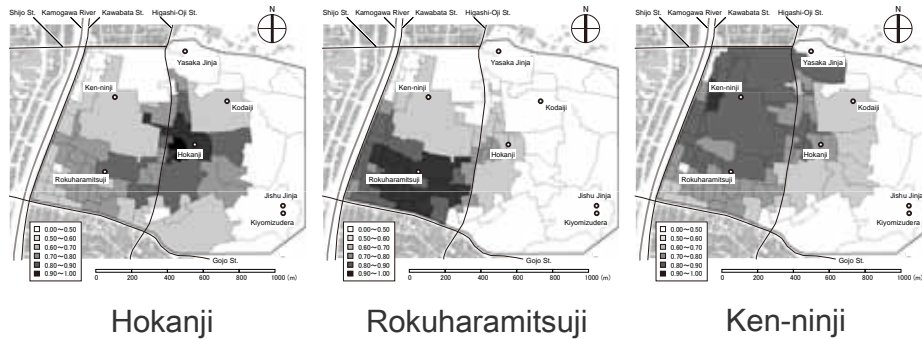 Shijo St. Kamogawa River Kawabata St. Higashi-Oji St.
N
Yasaka Jinja
Ken-ninji
Kodaiji
Hokanji
Rokuharamitsuji
Jishu Jinja
Kiyomizudera
0.00～0.50
0.50～0.60
0.60～0.70
0.70～0.80
0.80～0.90
0.90～1.00
Gojo St.
0 200 400 600 800 1000 (m)
Hokanji
Shijo St. Kamogawa River Kawabata St. Higashi-Oji St.
N
Yasaka Jinja
Ken-ninji
Kodaiji
Hokanji
Rokuharamitsuji
Jishu Jinja
Kiyomizudera
0.00～0.50
0.50～0.60
0.60～0.70
0.70～0.80
0.80～0.90
0.90～1.00
Gojo St.
0 200 400 600 800 1000 (m)
Rokuharamitsuji
Shijo St. Kamogawa River Kawabata St. Higashi-Oji St.
N
Yasaka Jinja
Ken-ninji
Kodaiji
Hokanji
Rokuharamitsuji
Jishu Jinja
Kiyomizudera
0.00～0.50
0.50～0.60
0.60～0.70
0.70～0.80
0.80～0.90
0.90～1.00
Gojo St.
0 200 400 600 800 1000 (m)
Ken-ninji